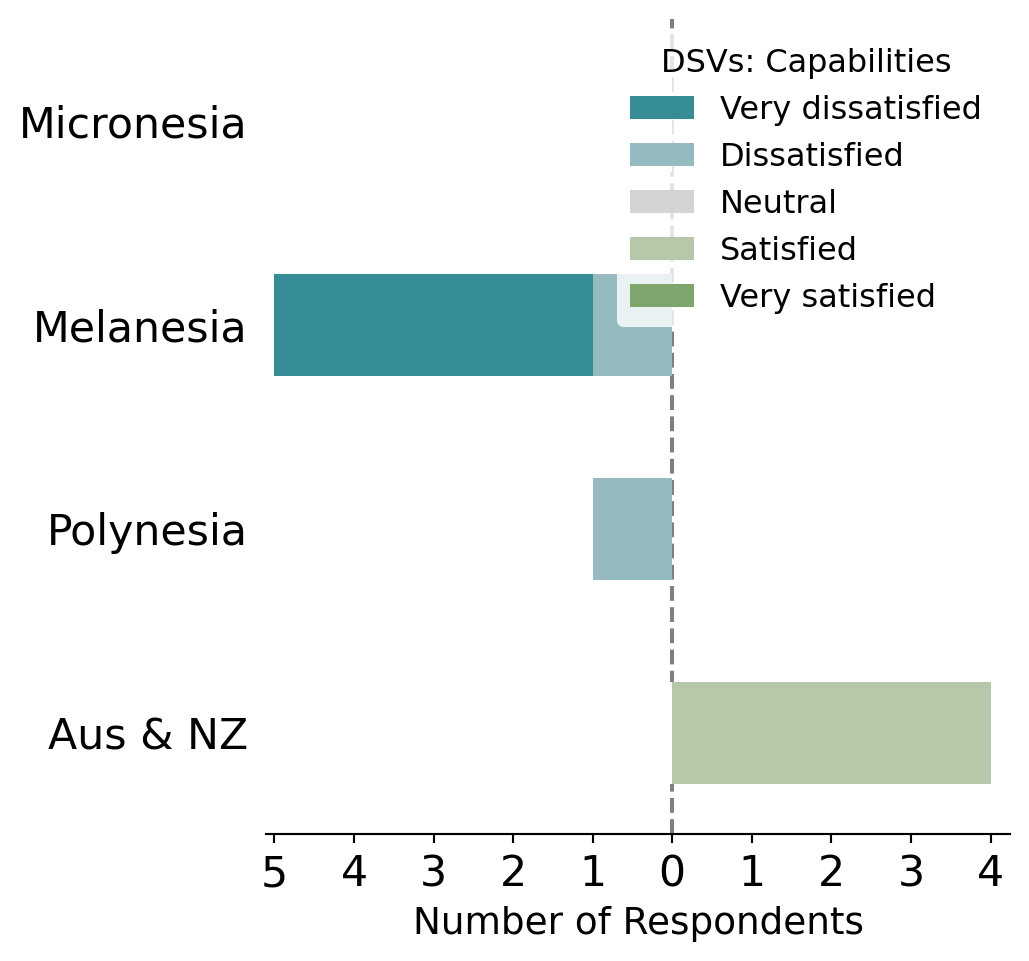 DSVs: Capabilities
Very dissatisfied
Dissatisfied
Neutral
Satisfied
Very satisfied
Micronesia
Melanesia
Polynesia
Aus & NZ
5 4 3 2 1 0 1 2 3 4
Number of Respondents